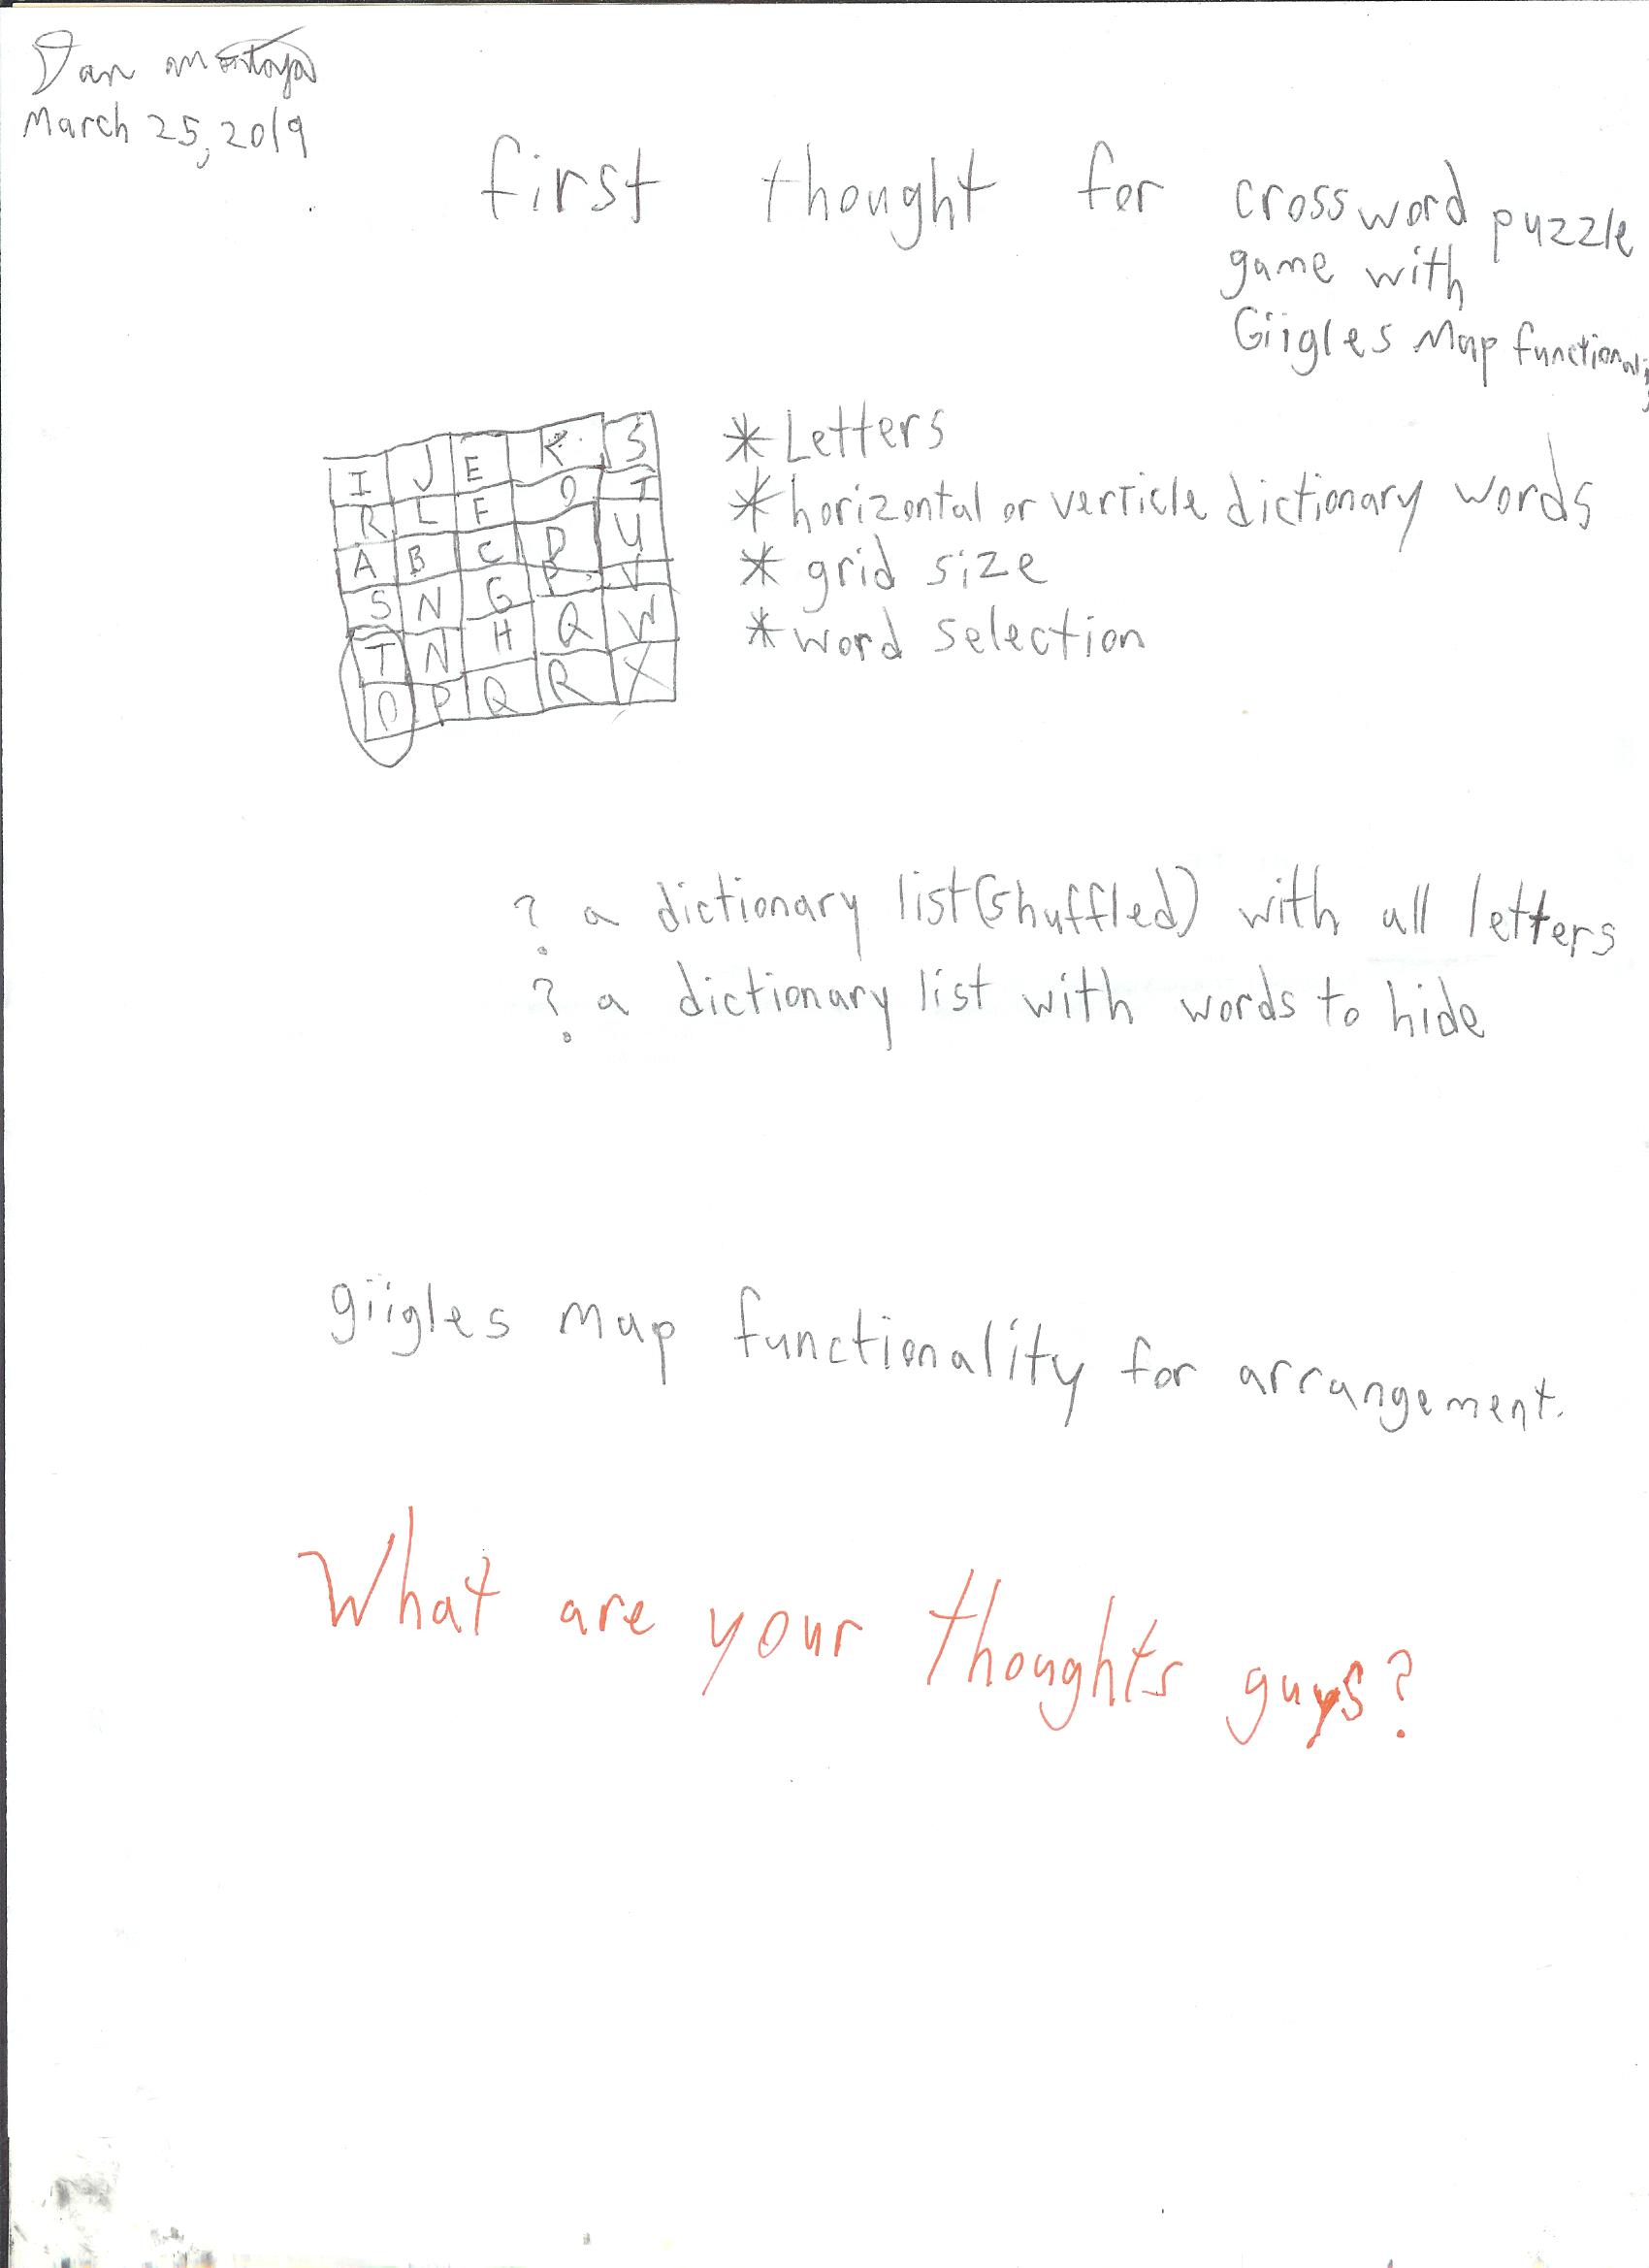 Dan
March 25, 2019
first thought for crossword puzzle
game with
Giigles Map functionality
I J E K S
R L F O T
A B C D U
S N G P V
T N H Q W
O P Q R X
* Letters
* horizontal or verticle dictionary words
* grid size
* word selection
? a dictionary list(shuffled) with all letters
? a dictionary list with words to hide
giigles map functionality for arrangement.
What are your thoughts guys?